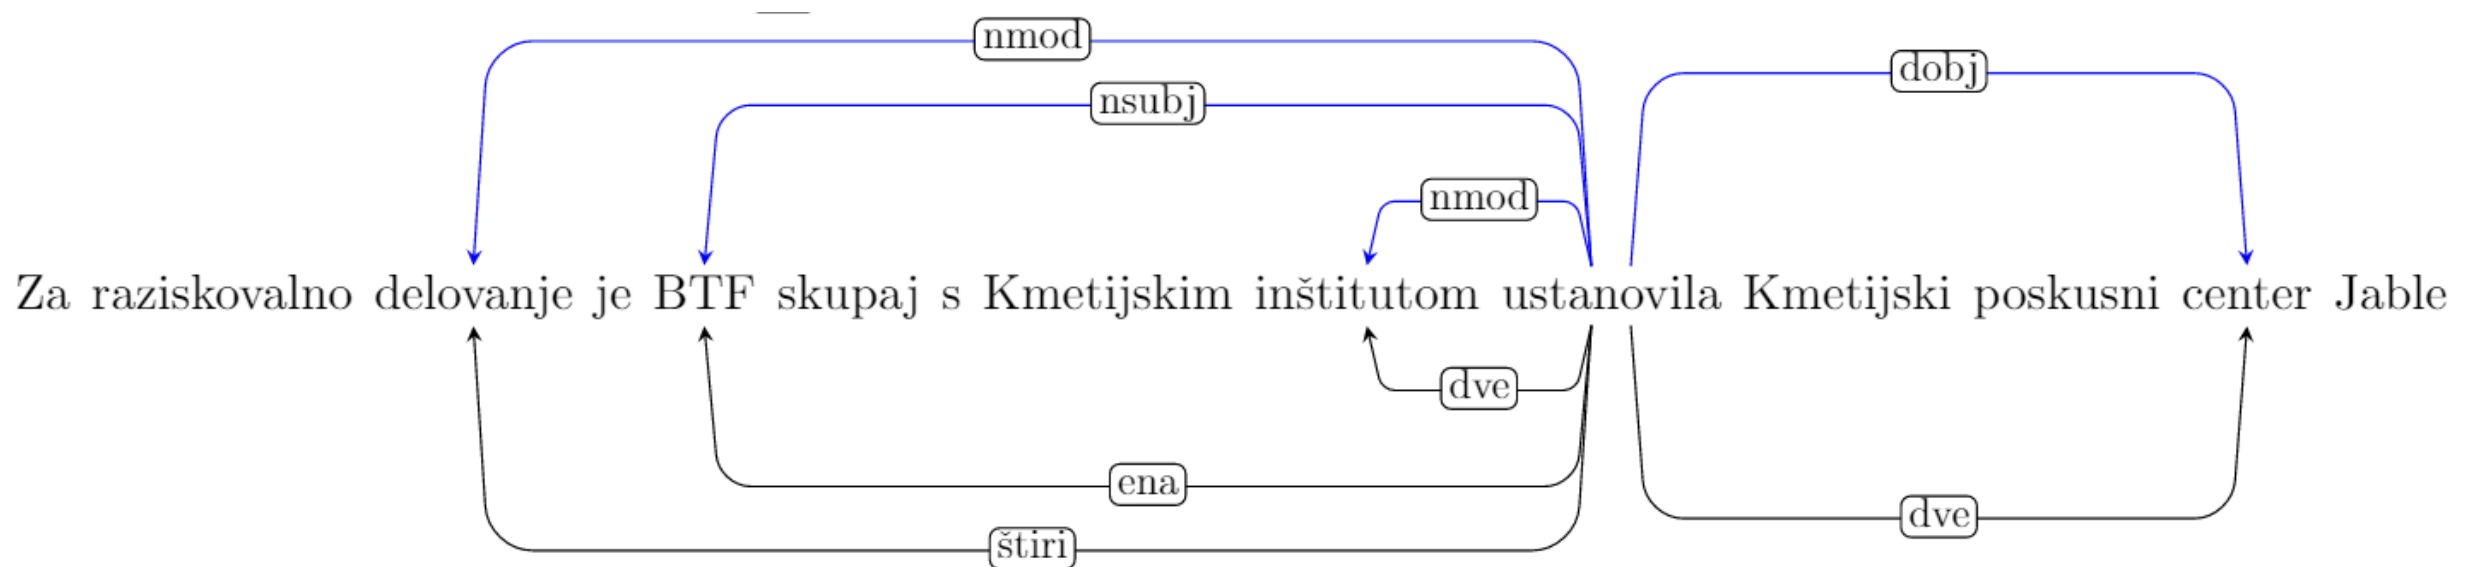 nmod
dobj
nsubj
nmod
Za raziskovalno delovanje je BTF skupaj s Kmetijskim inštitutom ustanovila Kmetijski poskusni center Jable
dve
ena
dve
štiri